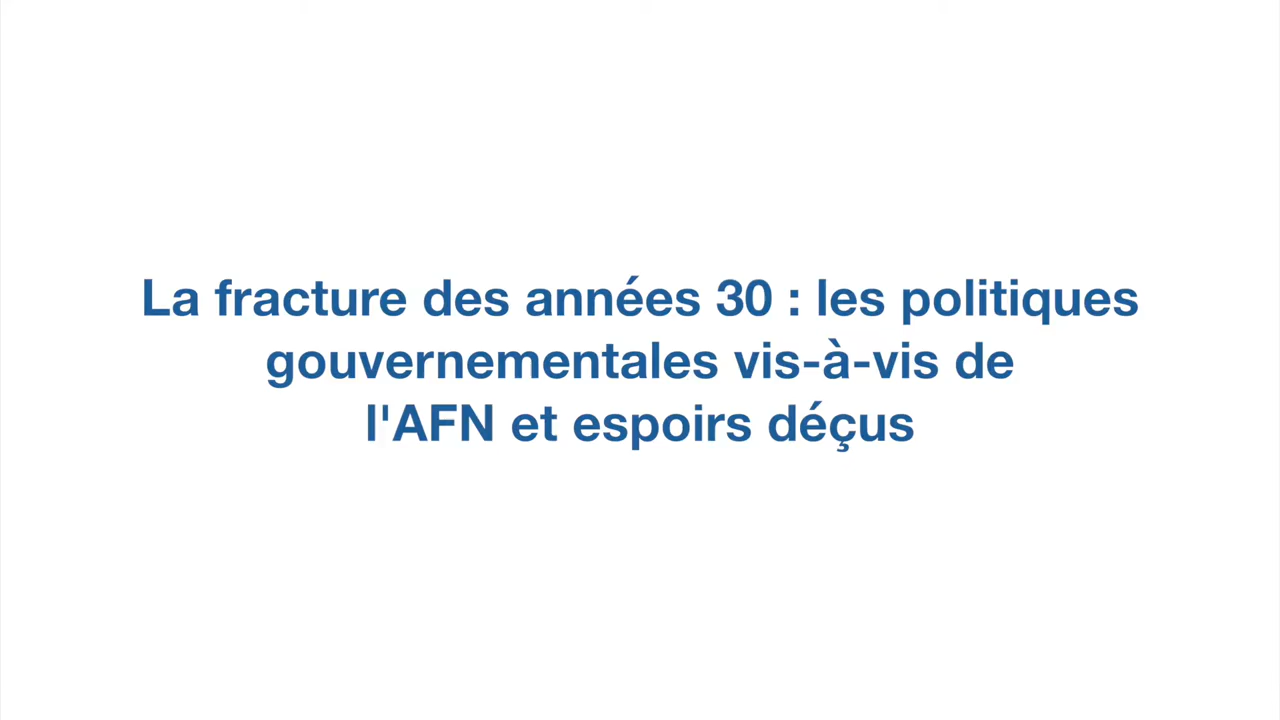 La fracture des années 30 : les politiques
gouvernementales vis-à-vis de
l'AFN et espoirs déçus